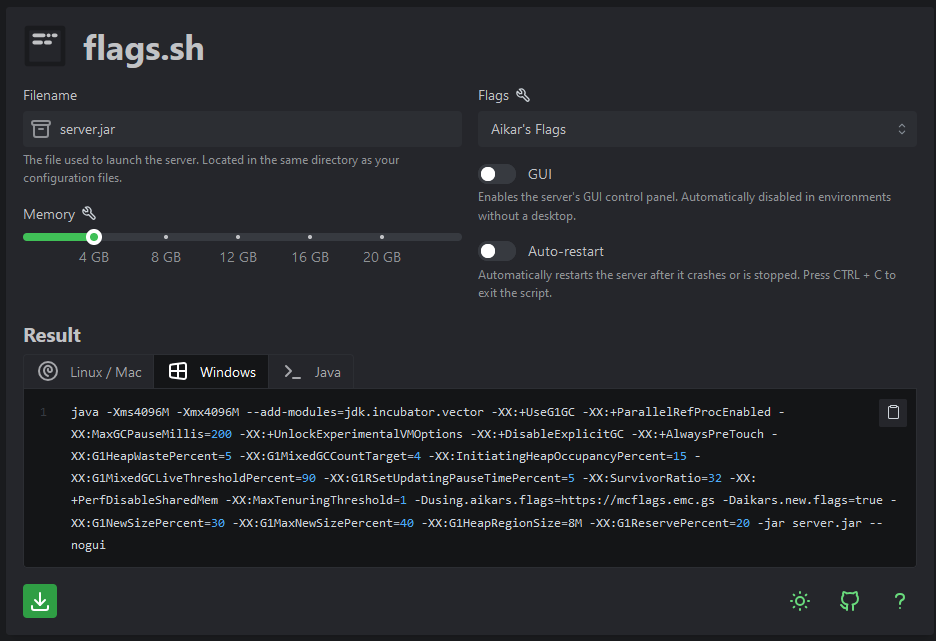 flags.sh
Filename
server.jar
The file used to launch the server. Located in the same directory as your
configuration files.
Memory
4 GB 8 GB 12 GB 16 GB 20 GB
Flags
Aikar's Flags
GUI
Enables the server's GUI control panel. Automatically disabled in environments
without a desktop.
Auto-restart
Automatically restarts the server after it crashes or is stopped. Press CTRL + C to
exit the script.
Result
Linux / Mac Windows Java
1 java -Xms4096M -Xmx4096M --add-modules=jdk.incubator.vector -XX:+UseG1GC -XX:+ParallelRefProcEnabled -
XX:MaxGCPauseMillis=200 -XX:+UnlockExperimentalVMOptions -XX:+DisableExplicitGC -XX:+AlwaysPreTouch -
XX:G1HeapWastePercent=5 -XX:G1MixedGCCountTarget=4 -XX:InitiatingHeapOccupancyPercent=15 -
XX:G1MixedGCLiveThresholdPercent=90 -XX:G1RSetUpdatingPauseTimePercent=5 -XX:SurvivorRatio=32 -XX:
+PerfDisableSharedMem -XX:MaxTenuringThreshold=1 -Dusing.aikars.flags=https://mcflags.emc.gs -Daikars.new.flags=true -
XX:G1NewSizePercent=30 -XX:G1MaxNewSizePercent=40 -XX:G1HeapRegionSize=8M -XX:G1ReservePercent=20 -jar server.jar --
nogui